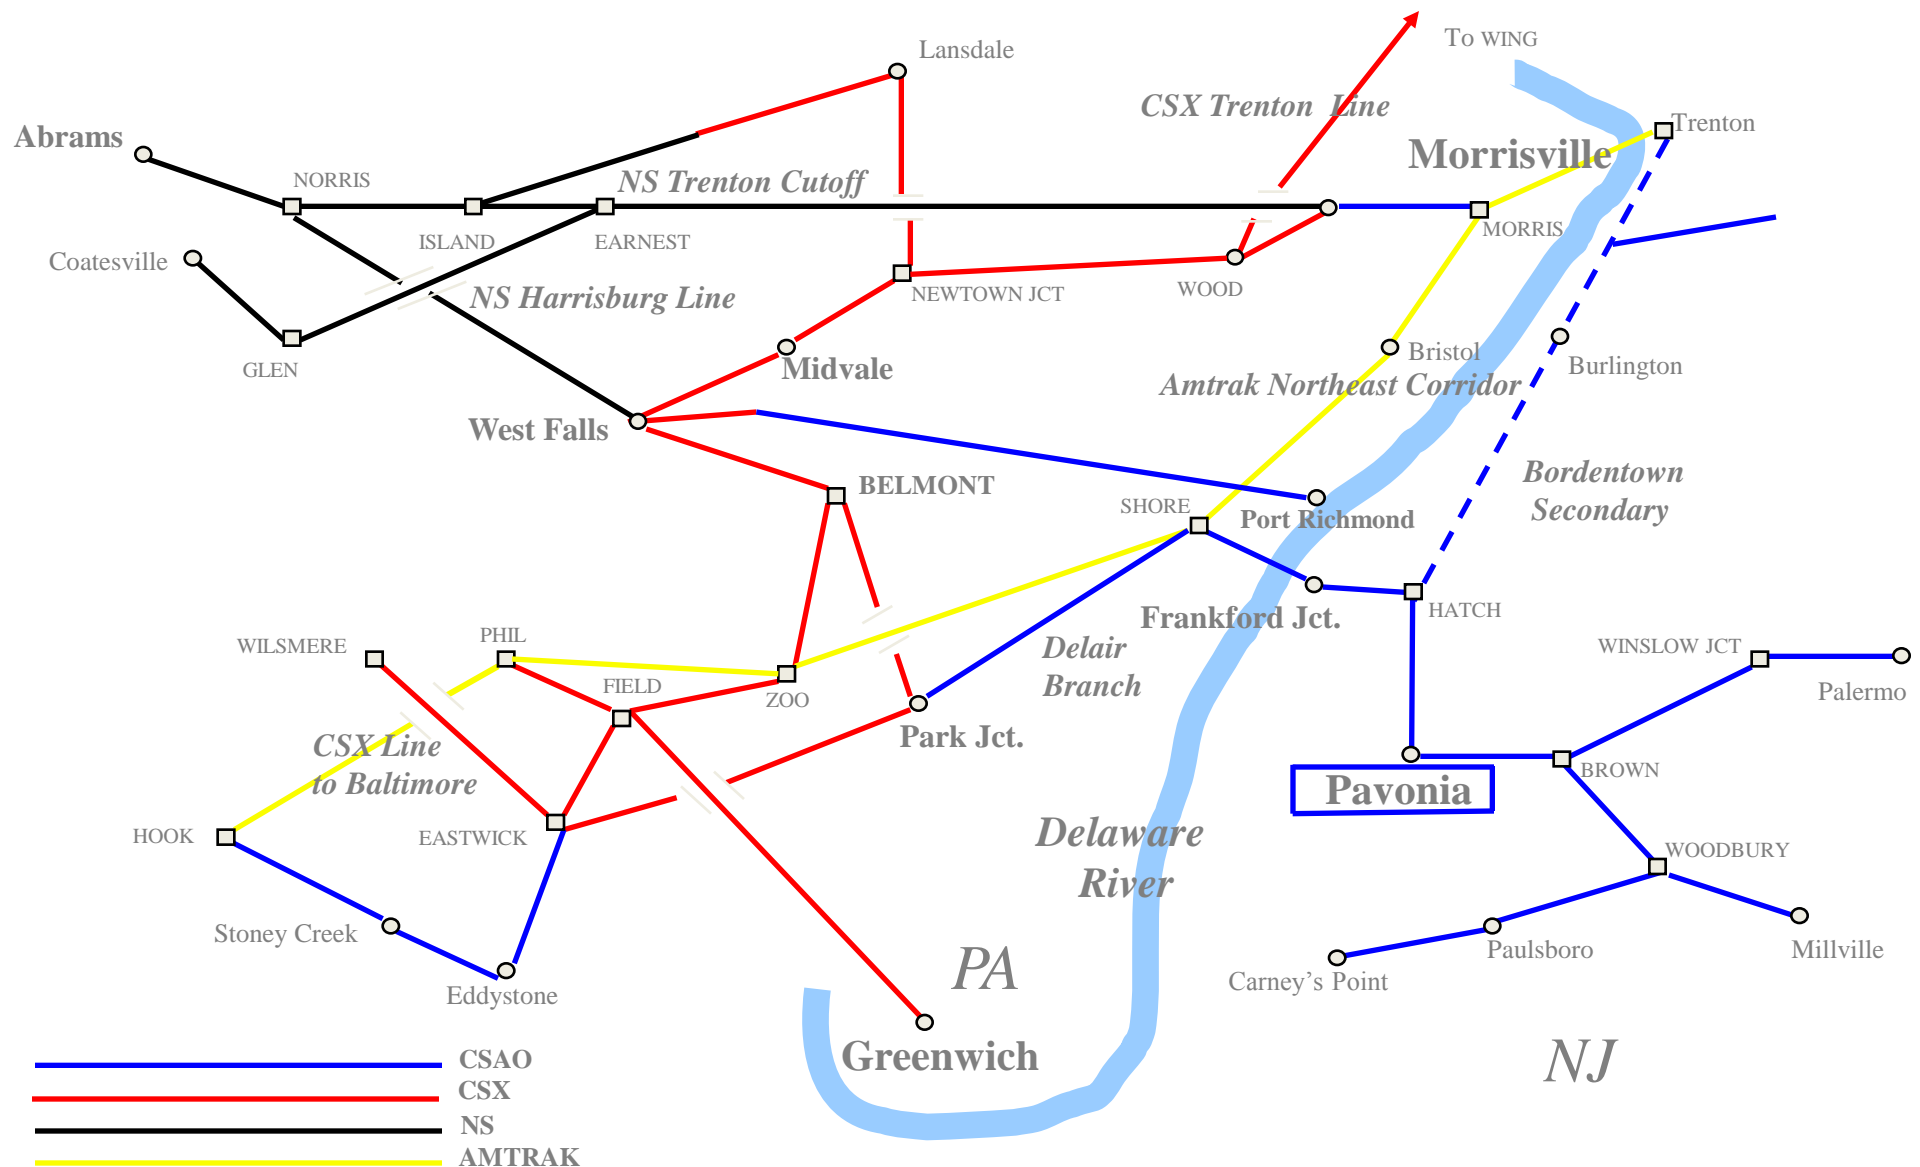 Lansdale
To WING
CSX Trenton Line
Trenton
Abrams
Morrisville
NORRIS
NS Trenton Cutoff
ISLAND
EARNEST
MORRIS
Coatesville
NS Harrisburg Line
NEWTOWN JCT
WOOD
GLEN
Midvale
Bristol
Burlington
Amtrak Northeast Corridor
West Falls
BELMONT
SHORE
Port Richmond
Bordentown
Secondary
Frankford Jct.
HATCH
WILSMERE
PHIL
FIELD
ZOO
Delair
Branch
WINSLOW JCT
Palermo
CSX Line
to Baltimore
Park Jct.
BROWN
Pavonia
HOOK
EASTWICK
Delaware
River
WOODBURY
Stoney Creek
Eddystone
PA
Paulsboro
Millville
Carney’s Point
Greenwich
NJ
CSAO
CSX
NS
AMTRAK